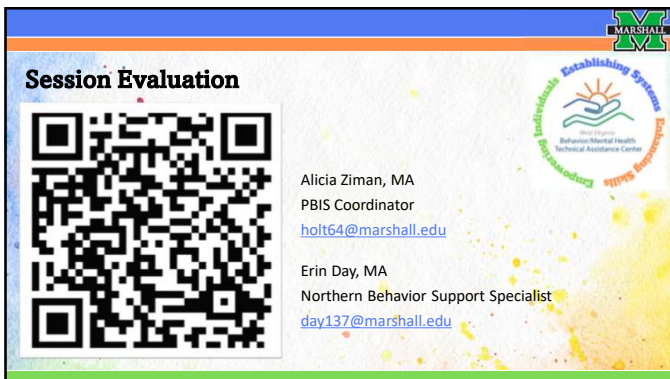 MARSHALL
Session Evaluation
Establishing Systems
Enhancing Skills
Empowering Individuals
West Virginia
Behavior/Mental Health
Technical Assistance Center
Alicia Ziman, MA
PBIS Coordinator
holt64@marshall.edu
Erin Day, MA
Northern Behavior Support Specialist
day137@marshall.edu